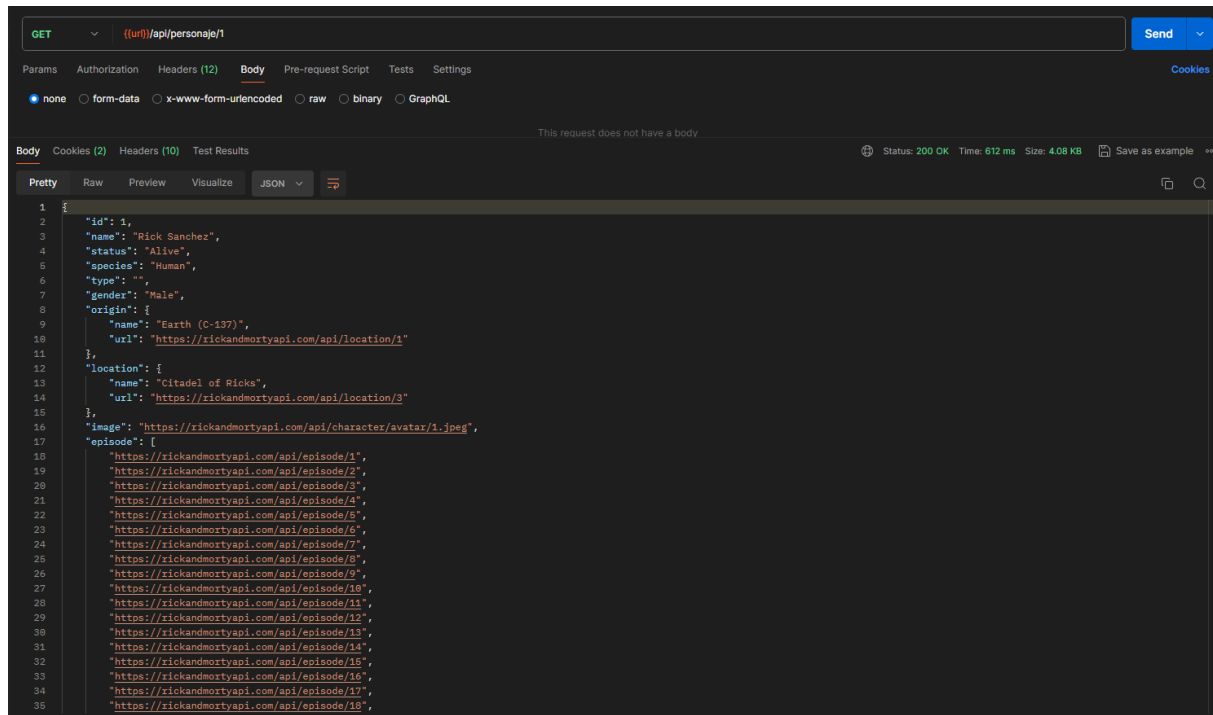 GET {{url}}/api/personaje/1 Send
Params Authorization Headers (12) Body Pre-request Script Tests Settings Cookies
none form-data x-www-form-urlencoded raw binary GraphQL
This request does not have a body
Body Cookies (2) Headers (10) Test Results Status: 200 OK Time: 612 ms Size: 4.08 KB Save as example
Pretty Raw Preview Visualize JSON
1 {
2 "id": 1,
3 "name": "Rick Sanchez",
4 "status": "Alive",
5 "species": "Human",
6 "type": "",
7 "gender": "Male",
8 "origin": {
9 "name": "Earth (C-137)",
10 "url": "https://rickandmortyapi.com/api/location/1"
11 },
12 "location": {
13 "name": "Citadel of Ricks",
14 "url": "https://rickandmortyapi.com/api/location/3"
15 },
16 "image": "https://rickandmortyapi.com/api/character/avatar/1.jpeg",
17 "episode": [
18 "https://rickandmortyapi.com/api/episode/1",
19 "https://rickandmortyapi.com/api/episode/2",
20 "https://rickandmortyapi.com/api/episode/3",
21 "https://rickandmortyapi.com/api/episode/4",
22 "https://rickandmortyapi.com/api/episode/5",
23 "https://rickandmortyapi.com/api/episode/6",
24 "https://rickandmortyapi.com/api/episode/7",
25 "https://rickandmortyapi.com/api/episode/8",
26 "https://rickandmortyapi.com/api/episode/9",
27 "https://rickandmortyapi.com/api/episode/10",
28 "https://rickandmortyapi.com/api/episode/11",
29 "https://rickandmortyapi.com/api/episode/12",
30 "https://rickandmortyapi.com/api/episode/13",
31 "https://rickandmortyapi.com/api/episode/14",
32 "https://rickandmortyapi.com/api/episode/15",
33 "https://rickandmortyapi.com/api/episode/16",
34 "https://rickandmortyapi.com/api/episode/17",
35 "https://rickandmortyapi.com/api/episode/18",